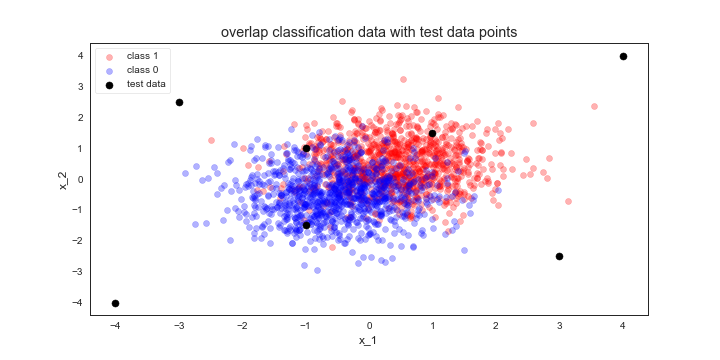 overlap classification data with test data points
class 1
class 0
test data
4
3
2
1
0
−1
−2
−3
−4
x_2
−4 −3 −2 −1 0 1 2 3 4
x_1